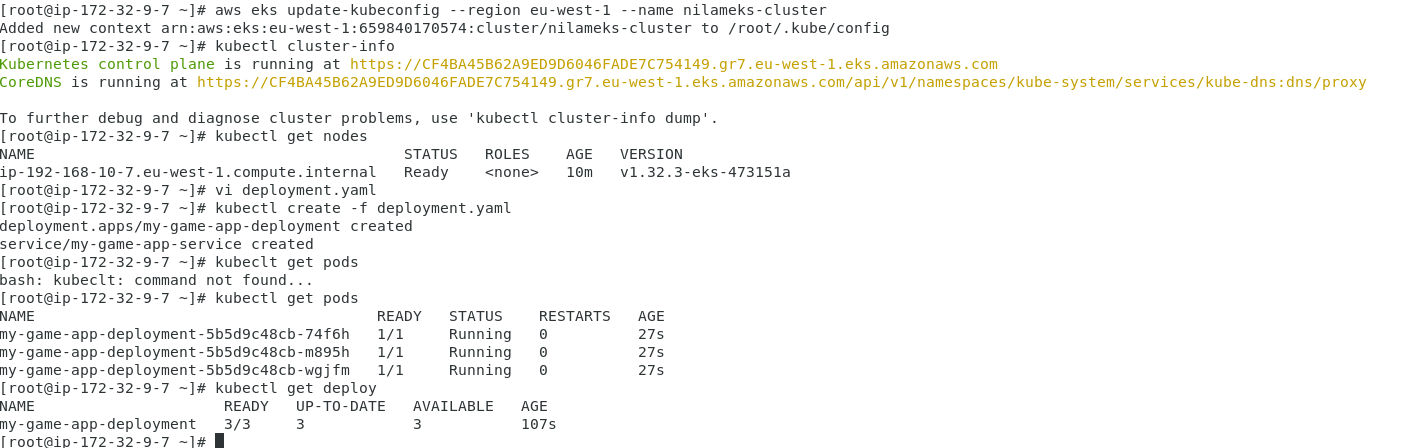 [root@ip-172-32-9-7 ~]# aws eks update-kubeconfig --region eu-west-1 --name nilameks-cluster
Added new context arn:aws:eks:eu-west-1:659840170574:cluster/nilameks-cluster to /root/.kube/config
[root@ip-172-32-9-7 ~]# kubectl cluster-info
Kubernetes control plane is running at https://CF4BA45B62A9ED9D6046FADE7C754149.gr7.eu-west-1.eks.amazonaws.com
CoreDNS is running at https://CF4BA45B62A9ED9D6046FADE7C754149.gr7.eu-west-1.eks.amazonaws.com/api/v1/namespaces/kube-system/services/kube-dns:dns/proxy
To further debug and diagnose cluster problems, use 'kubectl cluster-info dump'.
[root@ip-172-32-9-7 ~]# kubectl get nodes
NAME STATUS ROLES AGE VERSION
ip-192-168-10-7.eu-west-1.compute.internal Ready <none> 10m v1.32.3-eks-473151a
[root@ip-172-32-9-7 ~]# vi deployment.yaml
[root@ip-172-32-9-7 ~]# kubectl create -f deployment.yaml
deployment.apps/my-game-app-deployment created
service/my-game-app-service created
[root@ip-172-32-9-7 ~]# kubeclt get pods
bash: kubeclt: command not found...
[root@ip-172-32-9-7 ~]# kubectl get pods
NAME READY STATUS RESTARTS AGE
my-game-app-deployment-5b5d9c48cb-74f6h 1/1 Running 0 27s
my-game-app-deployment-5b5d9c48cb-m895h 1/1 Running 0 27s
my-game-app-deployment-5b5d9c48cb-wgjfm 1/1 Running 0 27s
[root@ip-172-32-9-7 ~]# kubectl get deploy
NAME READY UP-TO-DATE AVAILABLE AGE
my-game-app-deployment 3/3 3 3 107s
[root@ip-172-32-9-7 ~]#